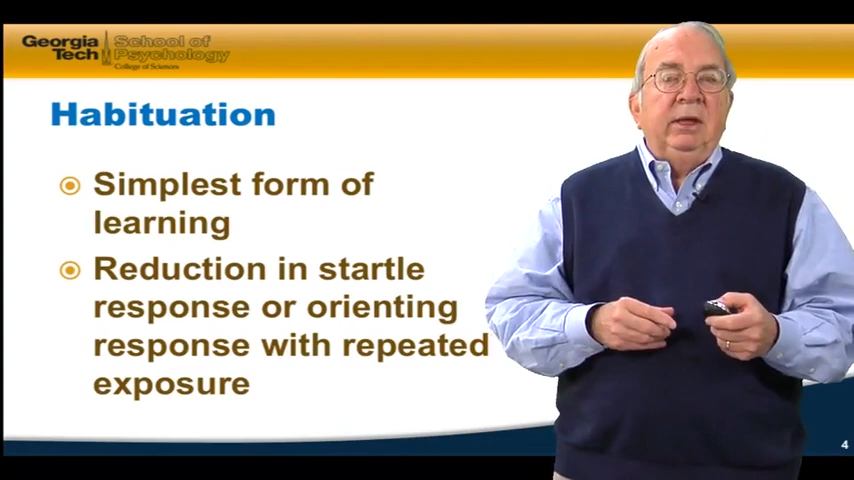 Georgia Tech
School of Psychology
College of Sciences
Habituation
Simplest form of
learning
Reduction in startle
response or orienting
response with repeated
exposure
4